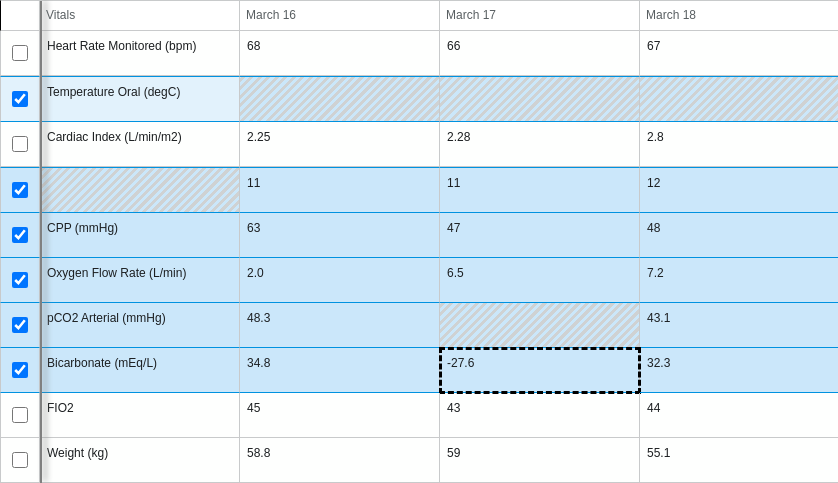 Vitals March 16 March 17 March 18
Heart Rate Monitored (bpm) 68 66 67
Temperature Oral (degC)
Cardiac Index (L/min/m2) 2.25 2.28 2.8
11 11 12
CPP (mmHg) 63 47 48
Oxygen Flow Rate (L/min) 2.0 6.5 7.2
pCO2 Arterial (mmHg) 48.3 43.1
Bicarbonate (mEq/L) 34.8 -27.6 32.3
FIO2 45 43 44
Weight (kg) 58.8 59 55.1